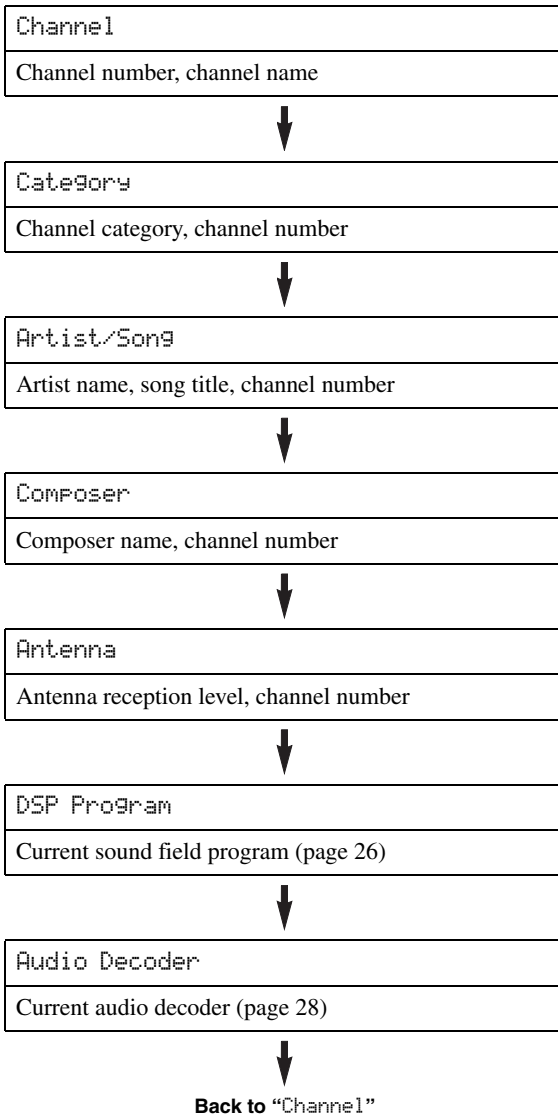 Channel
Channel number, channel name
Category
Channel category, channel number
Artist/Song
Artist name, song title, channel number
Composer
Composer name, channel number
Antenna
Antenna reception level, channel number
DSP Program
Current sound field program (page 26)
Audio Decoder
Current audio decoder (page 28)
Back to “Channel”